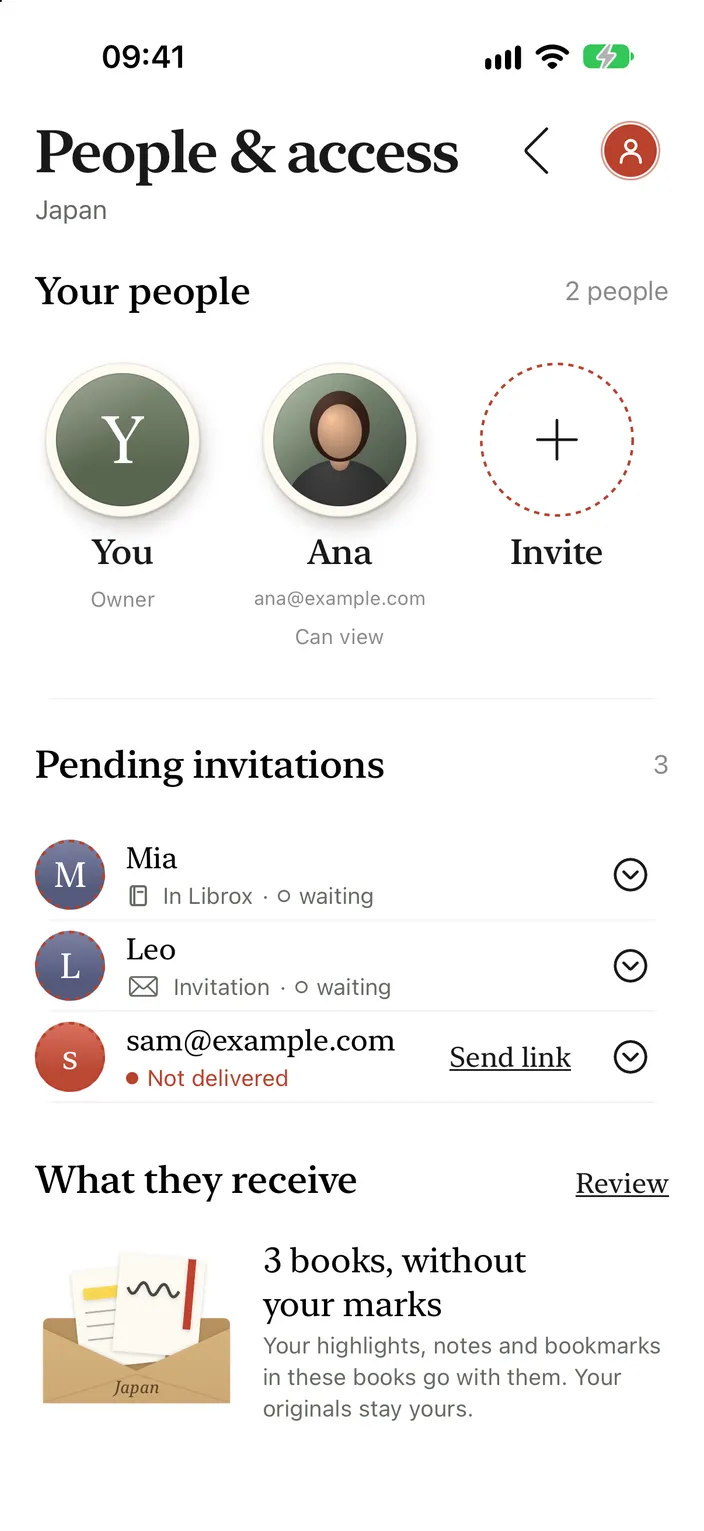 09:41
People & access
Japan
Your people
2 people
Y
You
Owner
Ana
ana@example.com
Can view
Invite
Pending invitations
3
M
Mia
In Librox · waiting
L
Leo
Invitation · waiting
s
sam@example.com
Not delivered
Send link
What they receive
Review
Japan
3 books, without
your marks
Your highlights, notes and bookmarks
in these books go with them. Your
originals stay yours.